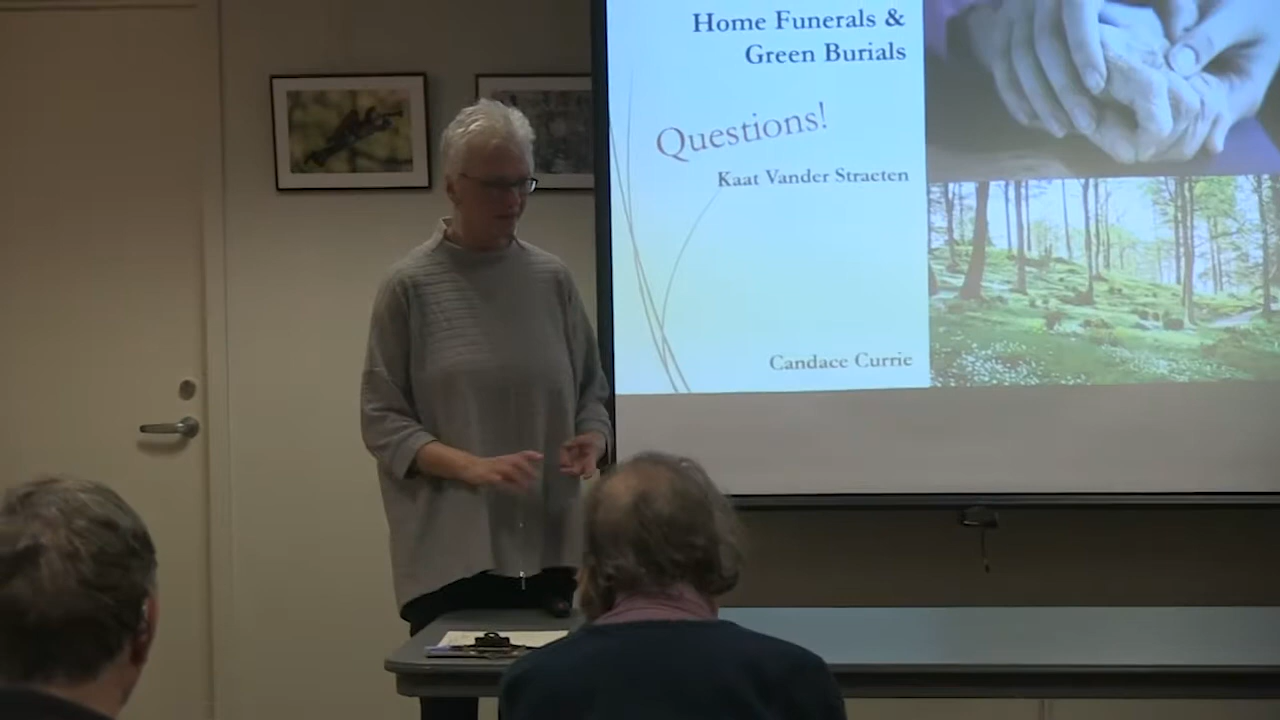 Home Funerals &
Green Burials
Questions!
Kaat Vander Straeten
Candace Currie